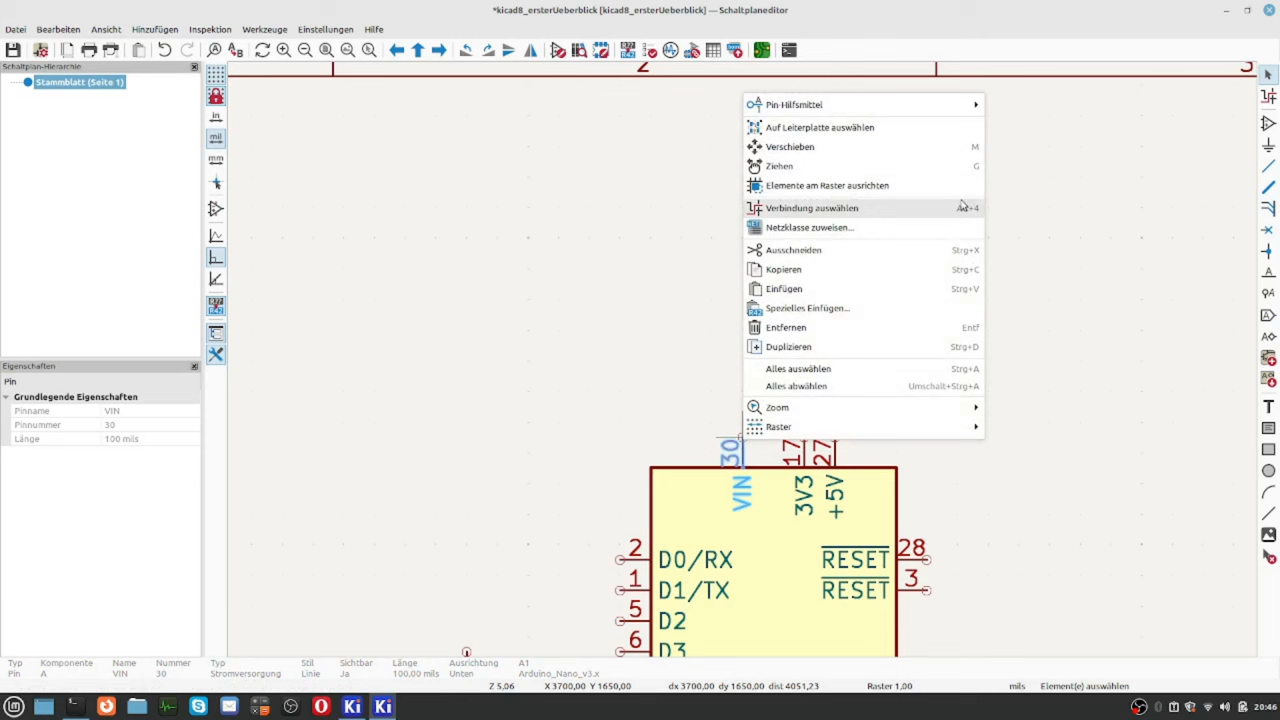 *kicad8_ersterUeberblick [kicad8_ersterUeberblick] — Schaltplaneditor
Datei Bearbeiten Ansicht Hinzufügen Inspektion Werkzeuge Einstellungen Hilfe
Schaltplan-Hierarchie
Stammblatt (Seite 1)
in
mil
mm
2 3
Pin-Hilfsmittel
Auf Leiterplatte auswählen
Verschieben M
Ziehen G
Elemente am Raster ausrichten
Verbindung auswählen
Netzklasse zuweisen...
Ausschneiden Strg+X
Kopieren Strg+C
Einfügen Strg+V
Spezielles Einfügen...
Entfernen Entf
Duplizieren Strg+D
Alles auswählen Strg+A
Alles abwählen Umschalt+Strg+A
Zoom
Raster
Eigenschaften
Pin
Grundlegende Eigenschaften
Pinname VIN
Pinnummer 30
Länge 100 mils
30 17 27
VIN 3V3 +5V
2 D0/RX RESET 28
1 D1/TX RESET 3
5 D2
6 D3
Typ Komponente Name Nummer Typ Stil Sichtbar Länge Ausrichtung A1
Pin A VIN 30 Stromversorgung Linie Ja 100,00 mils Unten Arduino_Nano_v3.x
Z 5,06 X 3700,00 Y 1650,00 dx 3700,00 dy 1650,00 dist 4051,23 Raster 1,00 mils Element(e) auswählen
20:46